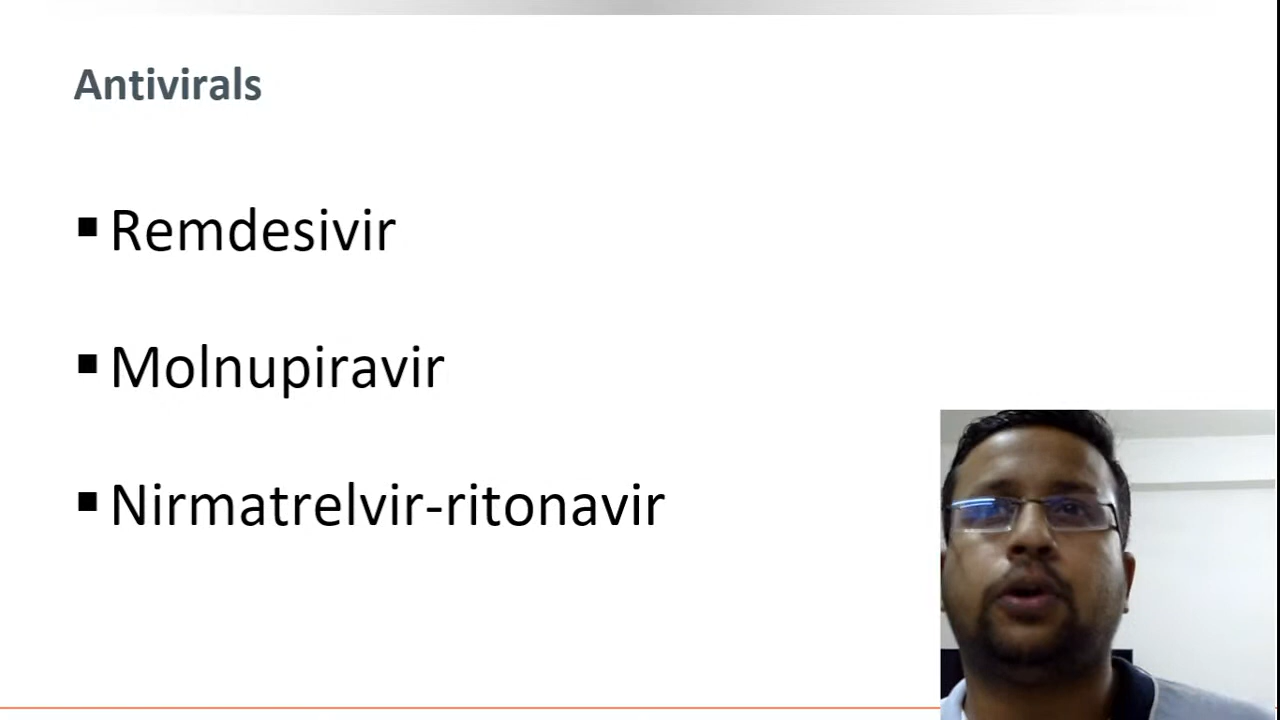 Antivirals
▪ Remdesivir
▪ Molnupiravir
▪ Nirmatrelvir-ritonavir